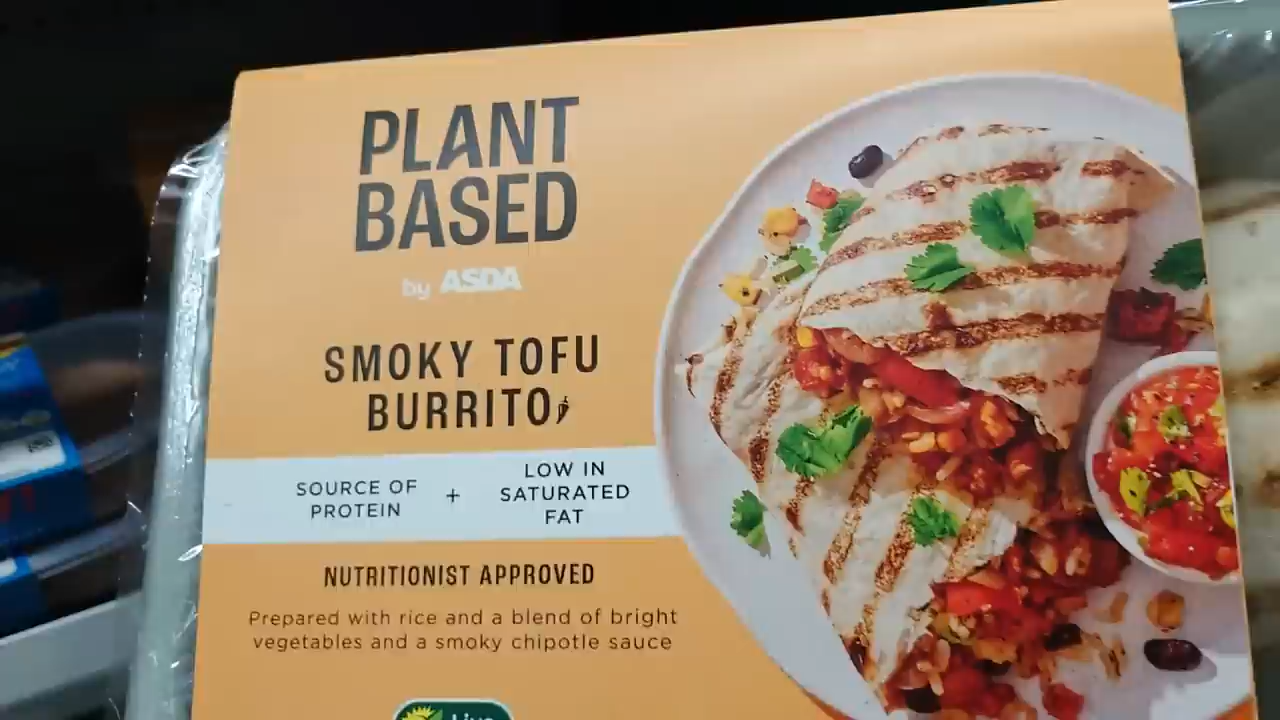 PLANT
BASED
by ASDA
SMOKY TOFU
BURRITO
SOURCE OF
PROTEIN
+
LOW IN
SATURATED
FAT
NUTRITIONIST APPROVED
Prepared with rice and a blend of bright
vegetables and a smoky chipotle sauce
Live